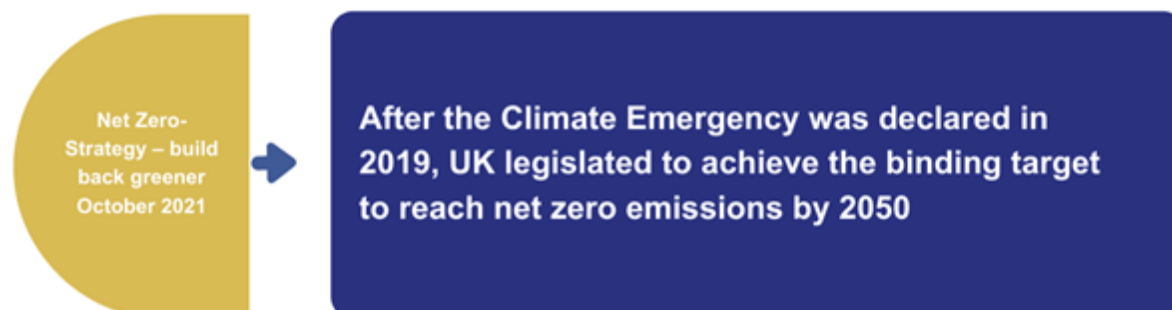 Net Zero-
Strategy – build
back greener
October 2021
After the Climate Emergency was declared in
2019, UK legislated to achieve the binding target
to reach net zero emissions by 2050